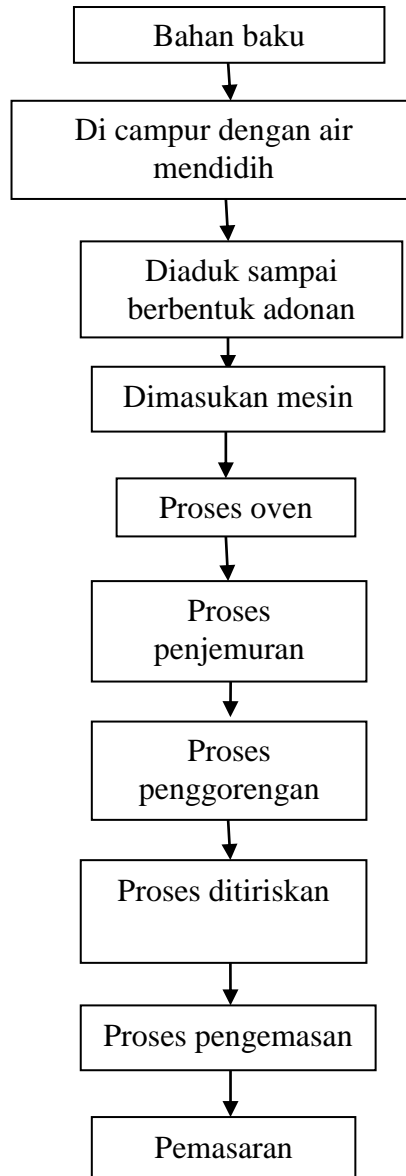 Bahan baku
Di campur dengan air
mendidih
Diaduk sampai
berbentuk adonan
Dimasukan mesin
Proses oven
Proses
penjemuran
Proses
penggorengan
Proses ditiriskan
Proses pengemasan
Pemasaran